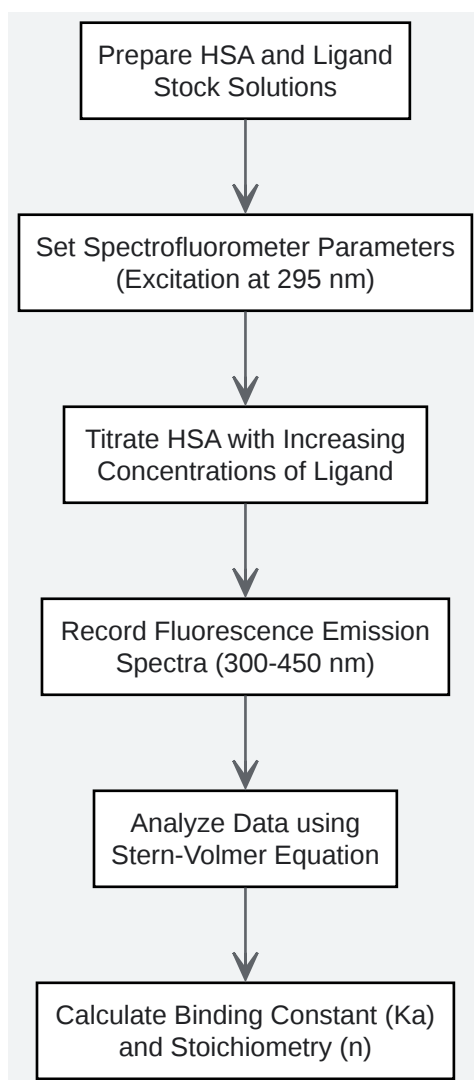 Prepare HSA and Ligand
Stock Solutions
Set Spectrofluorometer Parameters
(Excitation at 295 nm)
Titrate HSA with Increasing
Concentrations of Ligand
Record Fluorescence Emission
Spectra (300-450 nm)
Analyze Data using
Stern-Volmer Equation
Calculate Binding Constant (Ka)
and Stoichiometry (n)